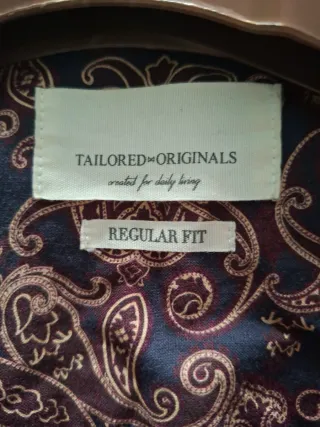 TAILORED⋈ORIGINALS
created for daily living
REGULAR FIT